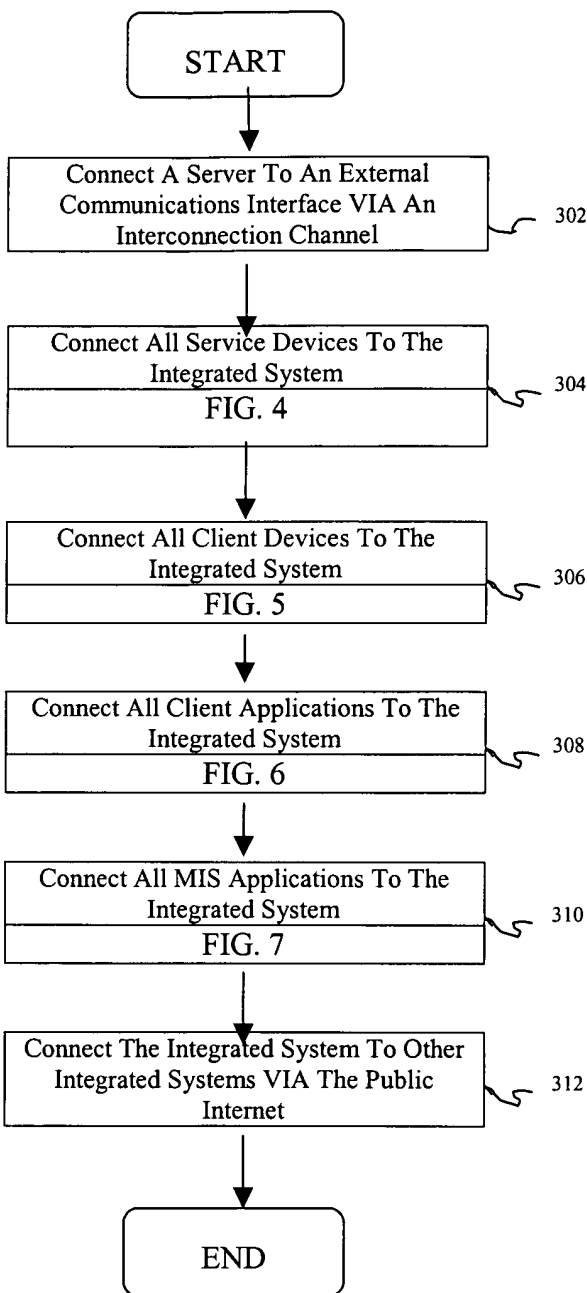 START
Connect A Server To An External
Communications Interface VIA An
Interconnection Channel
302
Connect All Service Devices To The
Integrated System
304
FIG. 4
Connect All Client Devices To The
Integrated System
306
FIG. 5
Connect All Client Applications To The
Integrated System
308
FIG. 6
Connect All MIS Applications To The
Integrated System
310
FIG. 7
Connect The Integrated System To Other
Integrated Systems VIA The Public
Internet
312
END